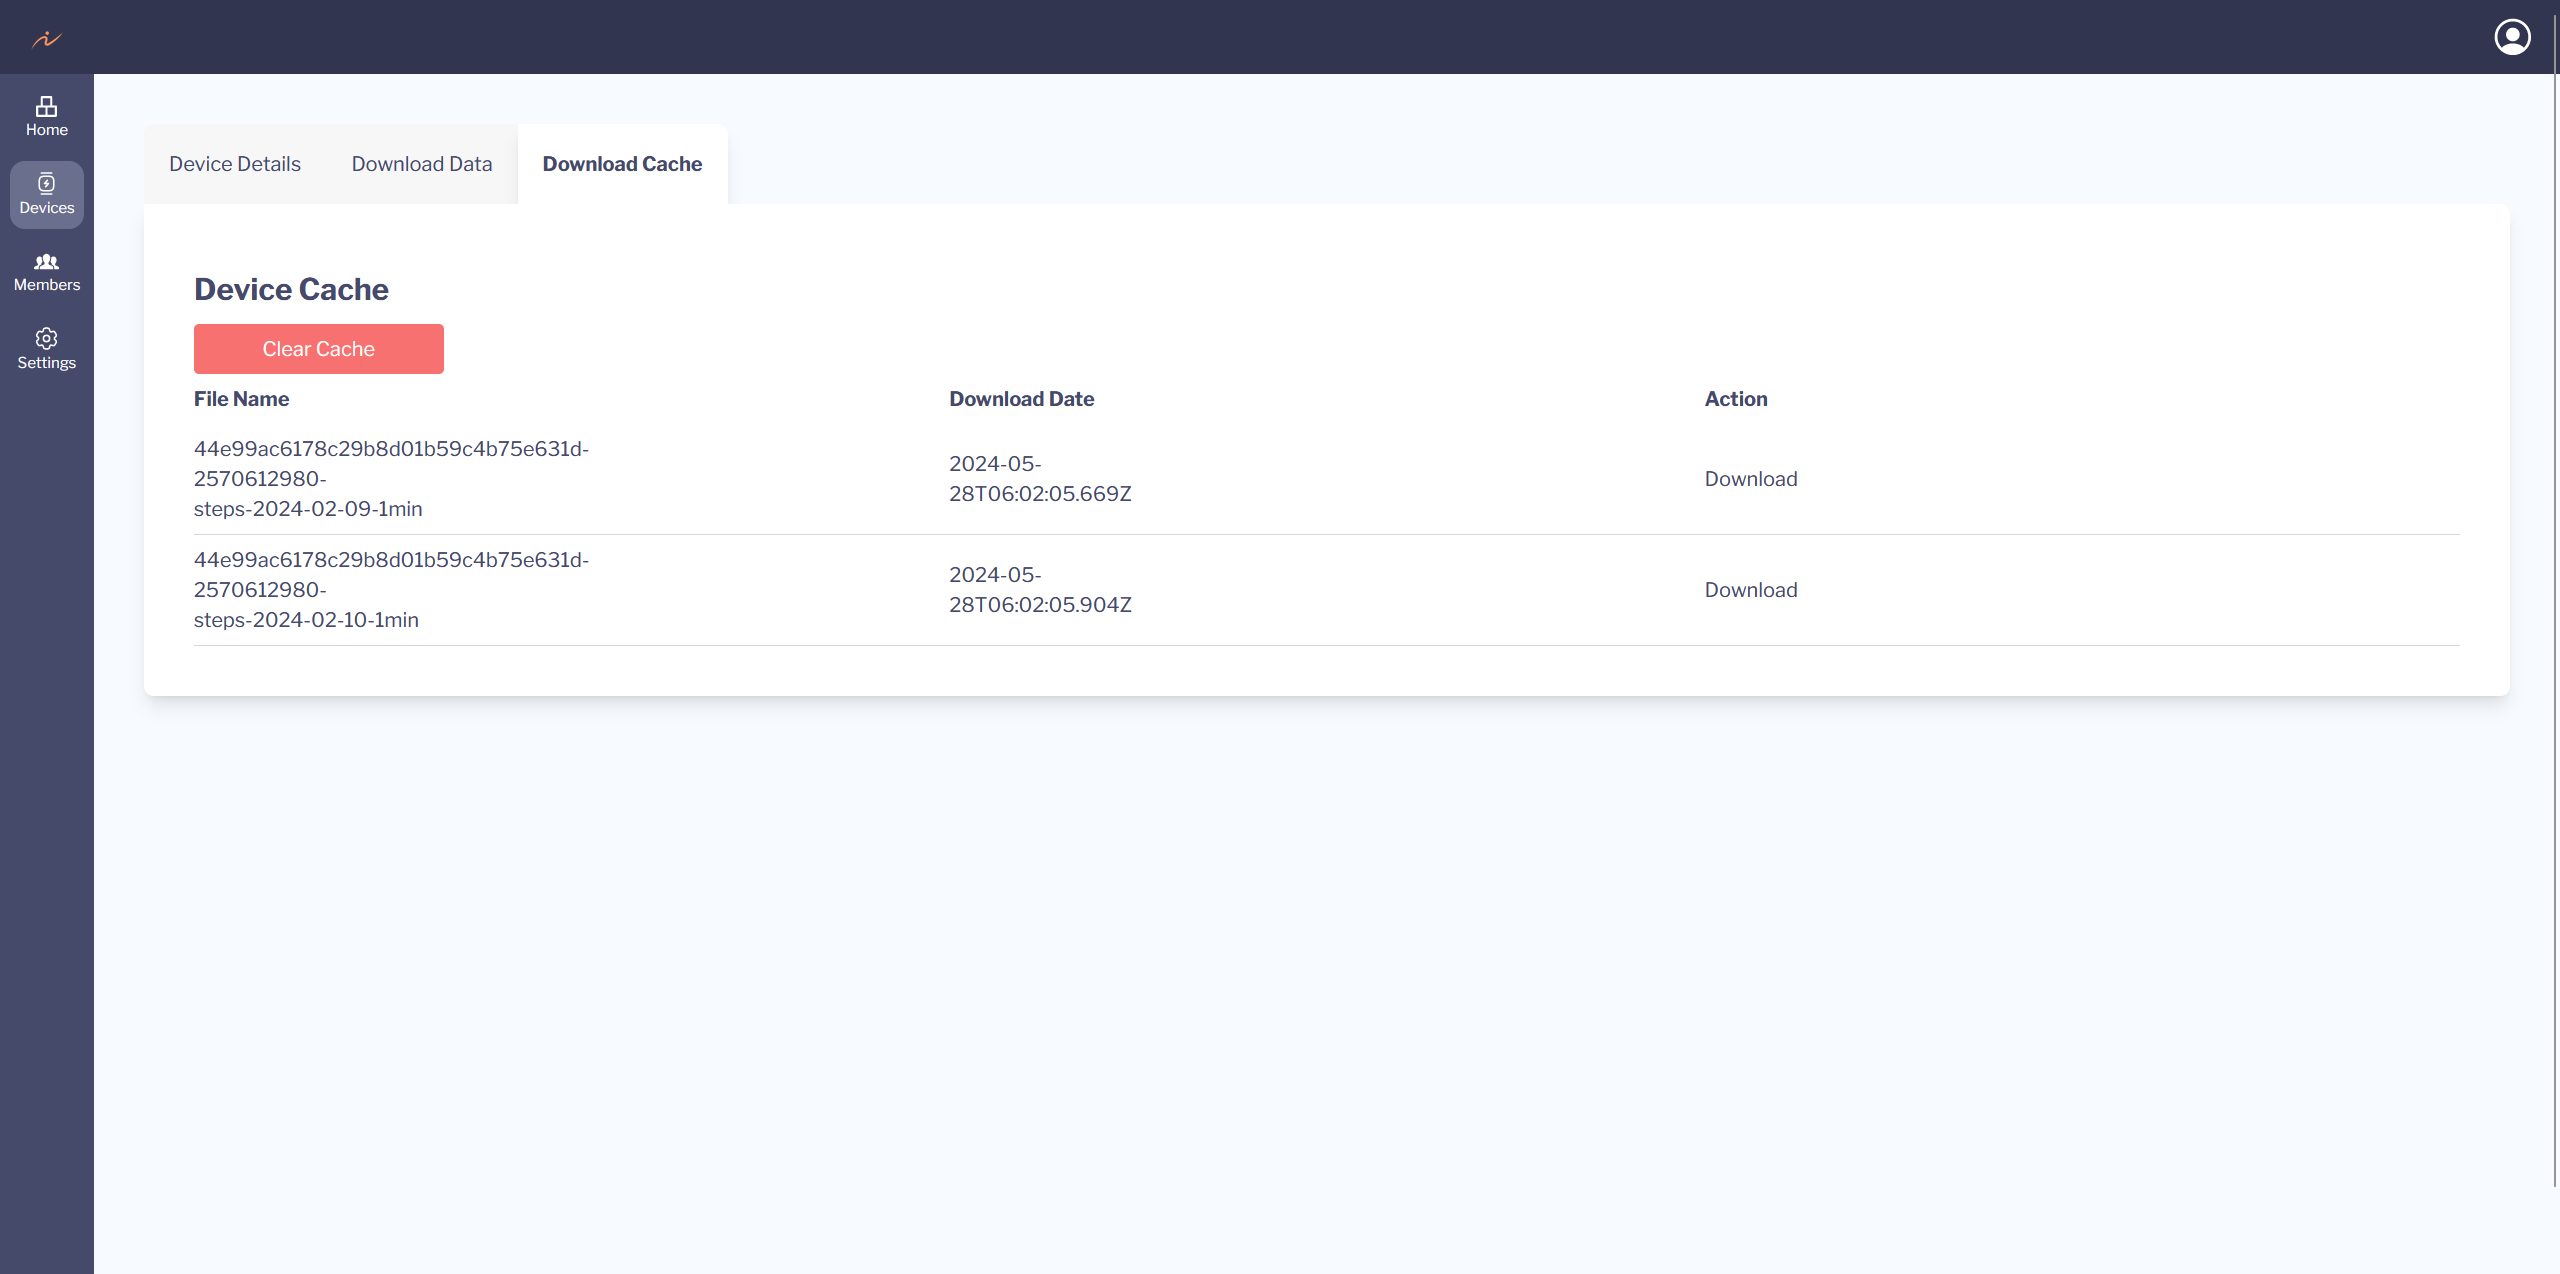 Home
Devices
Members
Settings
Device Details
Download Data
Download Cache
Device Cache
Clear Cache
File Name
Download Date
Action
44e99ac6178c29b8d01b59c4b75e631d-
2570612980-
steps-2024-02-09-1min
2024-05-
28T06:02:05.669Z
Download
44e99ac6178c29b8d01b59c4b75e631d-
2570612980-
steps-2024-02-10-1min
2024-05-
28T06:02:05.904Z
Download